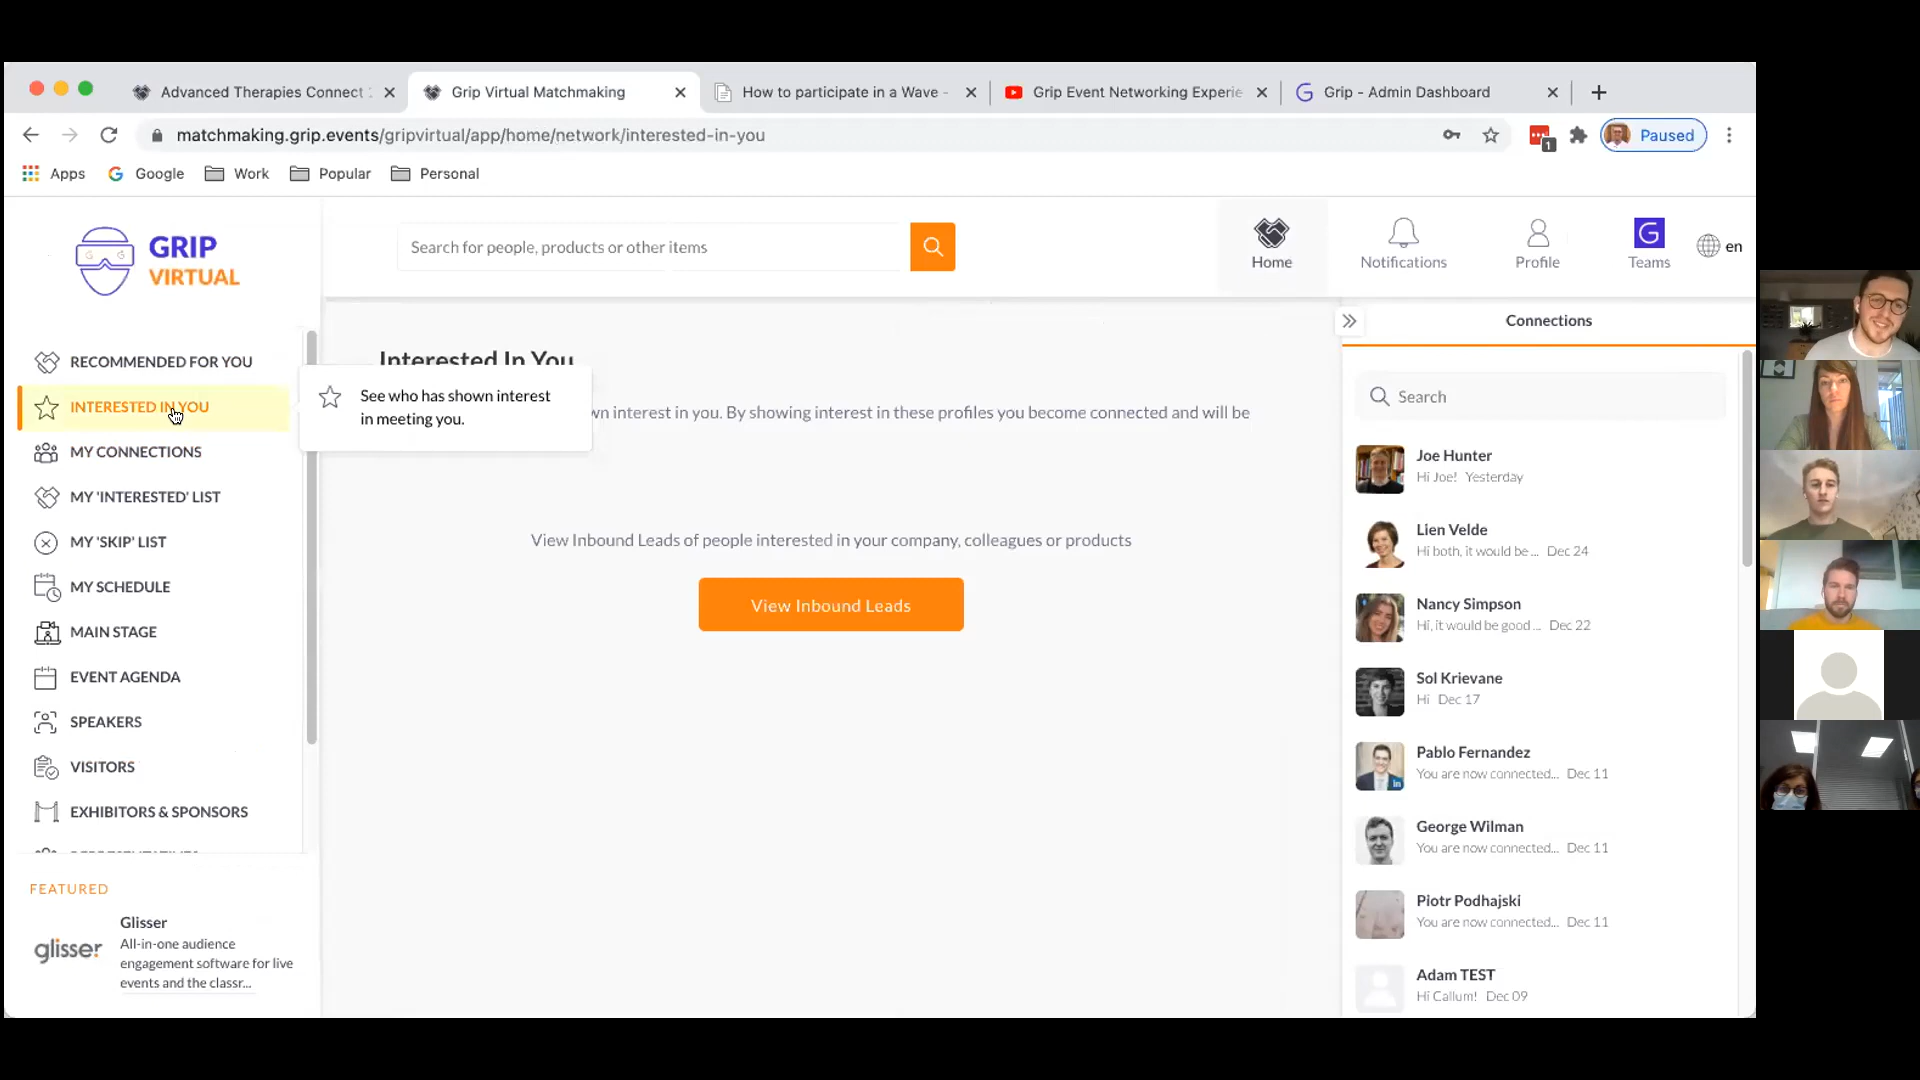 Advanced Therapies Connect
Grip Virtual Matchmaking
How to participate in a Wave -
Grip Event Networking Experie
Grip - Admin Dashboard
matchmaking.grip.events/gripvirtual/app/home/network/interested-in-you
1
Paused
Apps
Google
Work
Popular
Personal
GRIP
VIRTUAL
Search for people, products or other items
Home
Notifications
Profile
G
Teams
en
RECOMMENDED FOR YOU
INTERESTED IN YOU
MY CONNECTIONS
MY 'INTERESTED' LIST
MY 'SKIP' LIST
MY SCHEDULE
MAIN STAGE
EVENT AGENDA
SPEAKERS
VISITORS
EXHIBITORS & SPONSORS
FEATURED
glisser
Glisser
All-in-one audience
engagement software for live
events and the classr...
Interested In You
See who has shown interest
in meeting you.
interest in you. By showing interest in these profiles you become connected and will be
View Inbound Leads of people interested in your company, colleagues or products
View Inbound Leads
Connections
Search
Joe Hunter
Hi Joe! Yesterday
Lien Velde
Hi both, it would be ... Dec 24
Nancy Simpson
Hi, it would be good ... Dec 22
Sol Krievane
Hi Dec 17
Pablo Fernandez
You are now connected... Dec 11
George Wilman
You are now connected... Dec 11
Piotr Podhajski
You are now connected... Dec 11
Adam TEST
Hi Callum! Dec 09